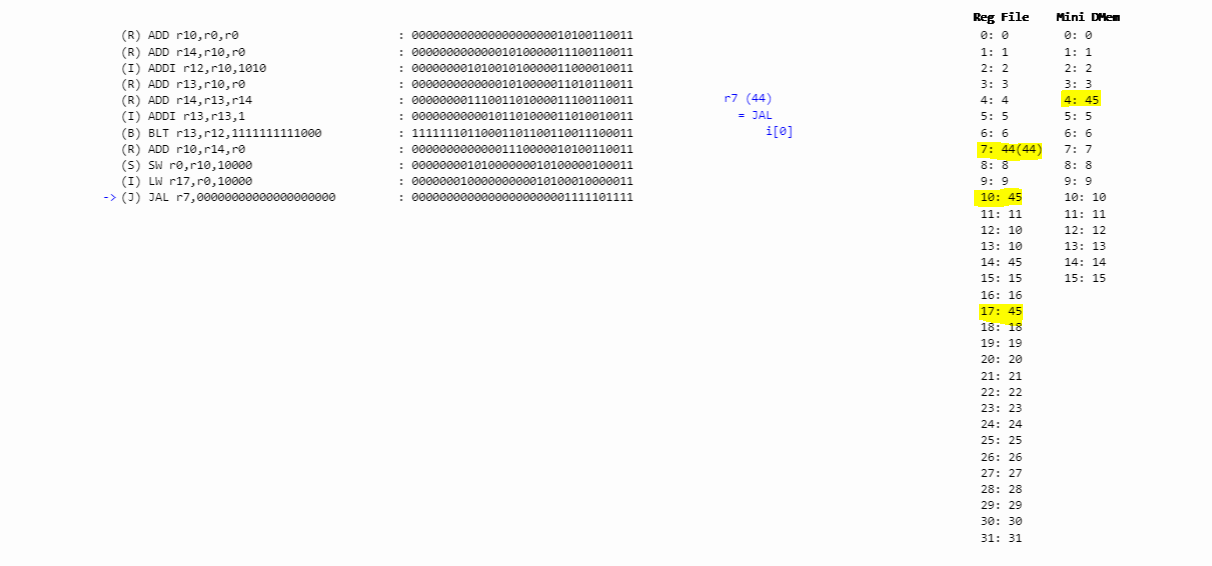 Reg File Mini DMem
(R) ADD r10,r0,r0 : 00000000000000000000010100110011 0: 0 0: 0
(R) ADD r14,r10,r0 : 00000000000001010000011100110011 1: 1 1: 1
(I) ADDI r12,r10,1010 : 00000000101001010000011000010011 2: 2 2: 2
(R) ADD r13,r10,r0 : 00000000000001010000011010110011 3: 3 3: 3
(R) ADD r14,r13,r14 : 00000000111001101000011100110011 r7 (44) 4: 4 4: 45
(I) ADDI r13,r13,1 : 00000000000101101000011010010011 = JAL 5: 5 5: 5
(B) BLT r13,r12,1111111111000 : 11111110110001101100110011100011 i[0] 6: 6 6: 6
(R) ADD r10,r14,r0 : 00000000000001110000010100110011 7: 44(44) 7: 7
(S) SW r0,r10,10000 : 00000000101000000010100000100011 8: 8 8: 8
(I) LW r17,r0,10000 : 00000001000000000010100010000011 9: 9 9: 9
-> (J) JAL r7,00000000000000000000 : 00000000000000000000001111101111 10: 45 10: 10
11: 11 11: 11
12: 10 12: 12
13: 10 13: 13
14: 45 14: 14
15: 15 15: 15
16: 16
17: 45
18: 18
19: 19
20: 20
21: 21
22: 22
23: 23
24: 24
25: 25
26: 26
27: 27
28: 28
29: 29
30: 30
31: 31